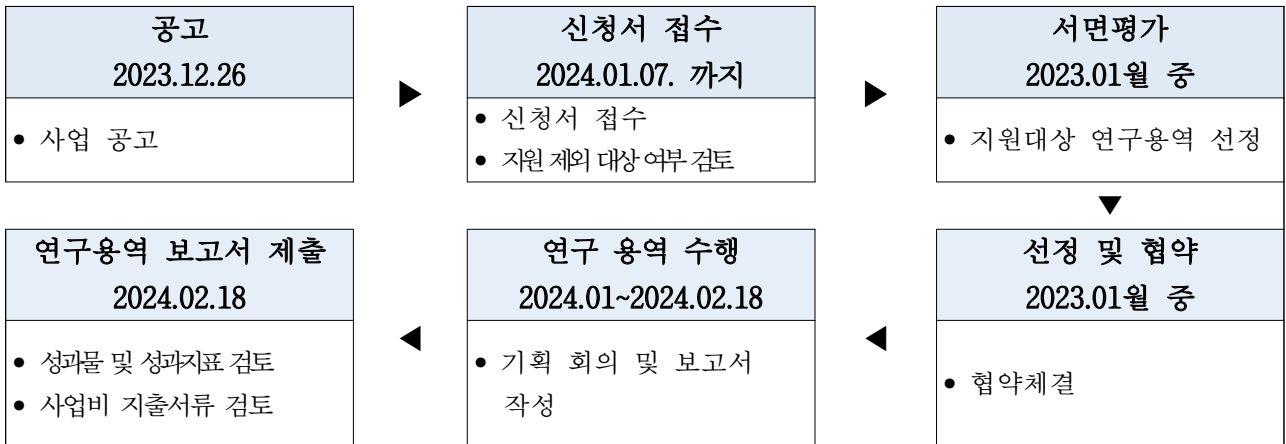 공고
2023.12.26
• 사업 공고
신청서 접수
2024.01.07. 까지
• 신청서 접수
• 지원 제외 대상 여부 검토
서면평가
2023.01월 중
• 지원대상 연구용역 선정
선정 및 협약
2023.01월 중
• 협약체결
연구 용역 수행
2024.01~2024.02.18
• 기획 회의 및 보고서
작성
연구용역 보고서 제출
2024.02.18
• 성과물 및 성과지표 검토
• 사업비 지출서류 검토